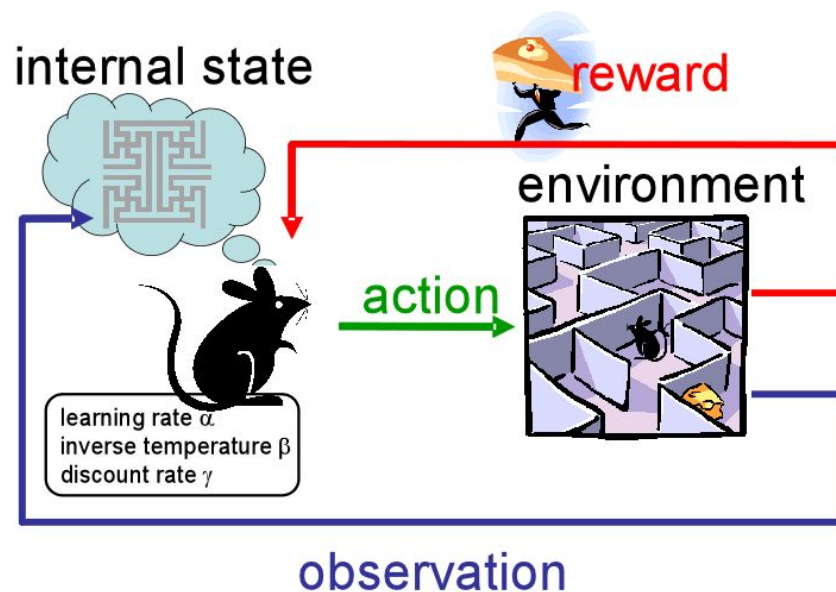 internal state
reward
environment
action
learning rate α
inverse temperature β
discount rate γ
observation